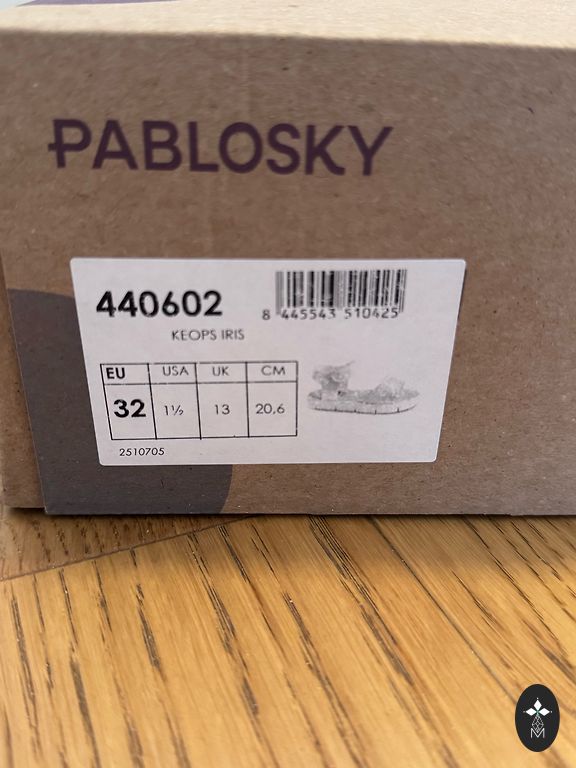 PABLOSKY
440602
8 445543 510425
KEOPS IRIS
EU USA UK CM
32 1½ 13 20,6
2510705
M